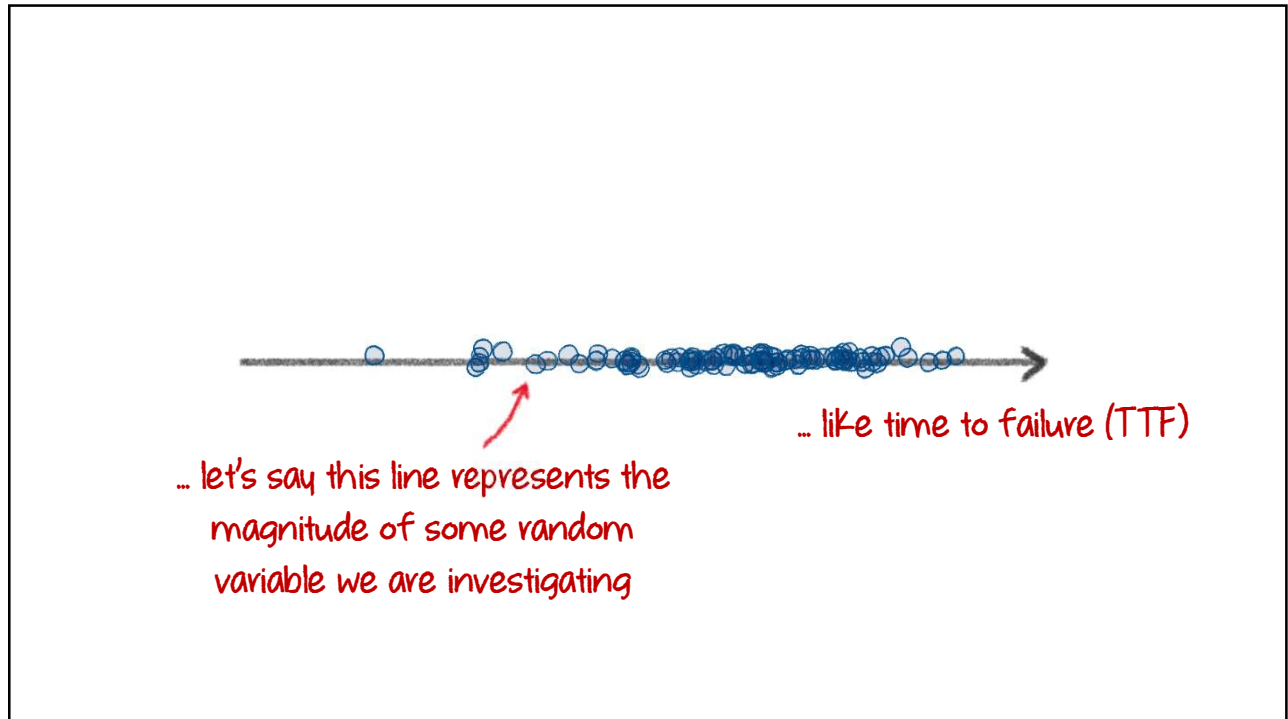 ... like time to failure (TTF)
... let's say this line represents the
magnitude of some random
variable we are investigating